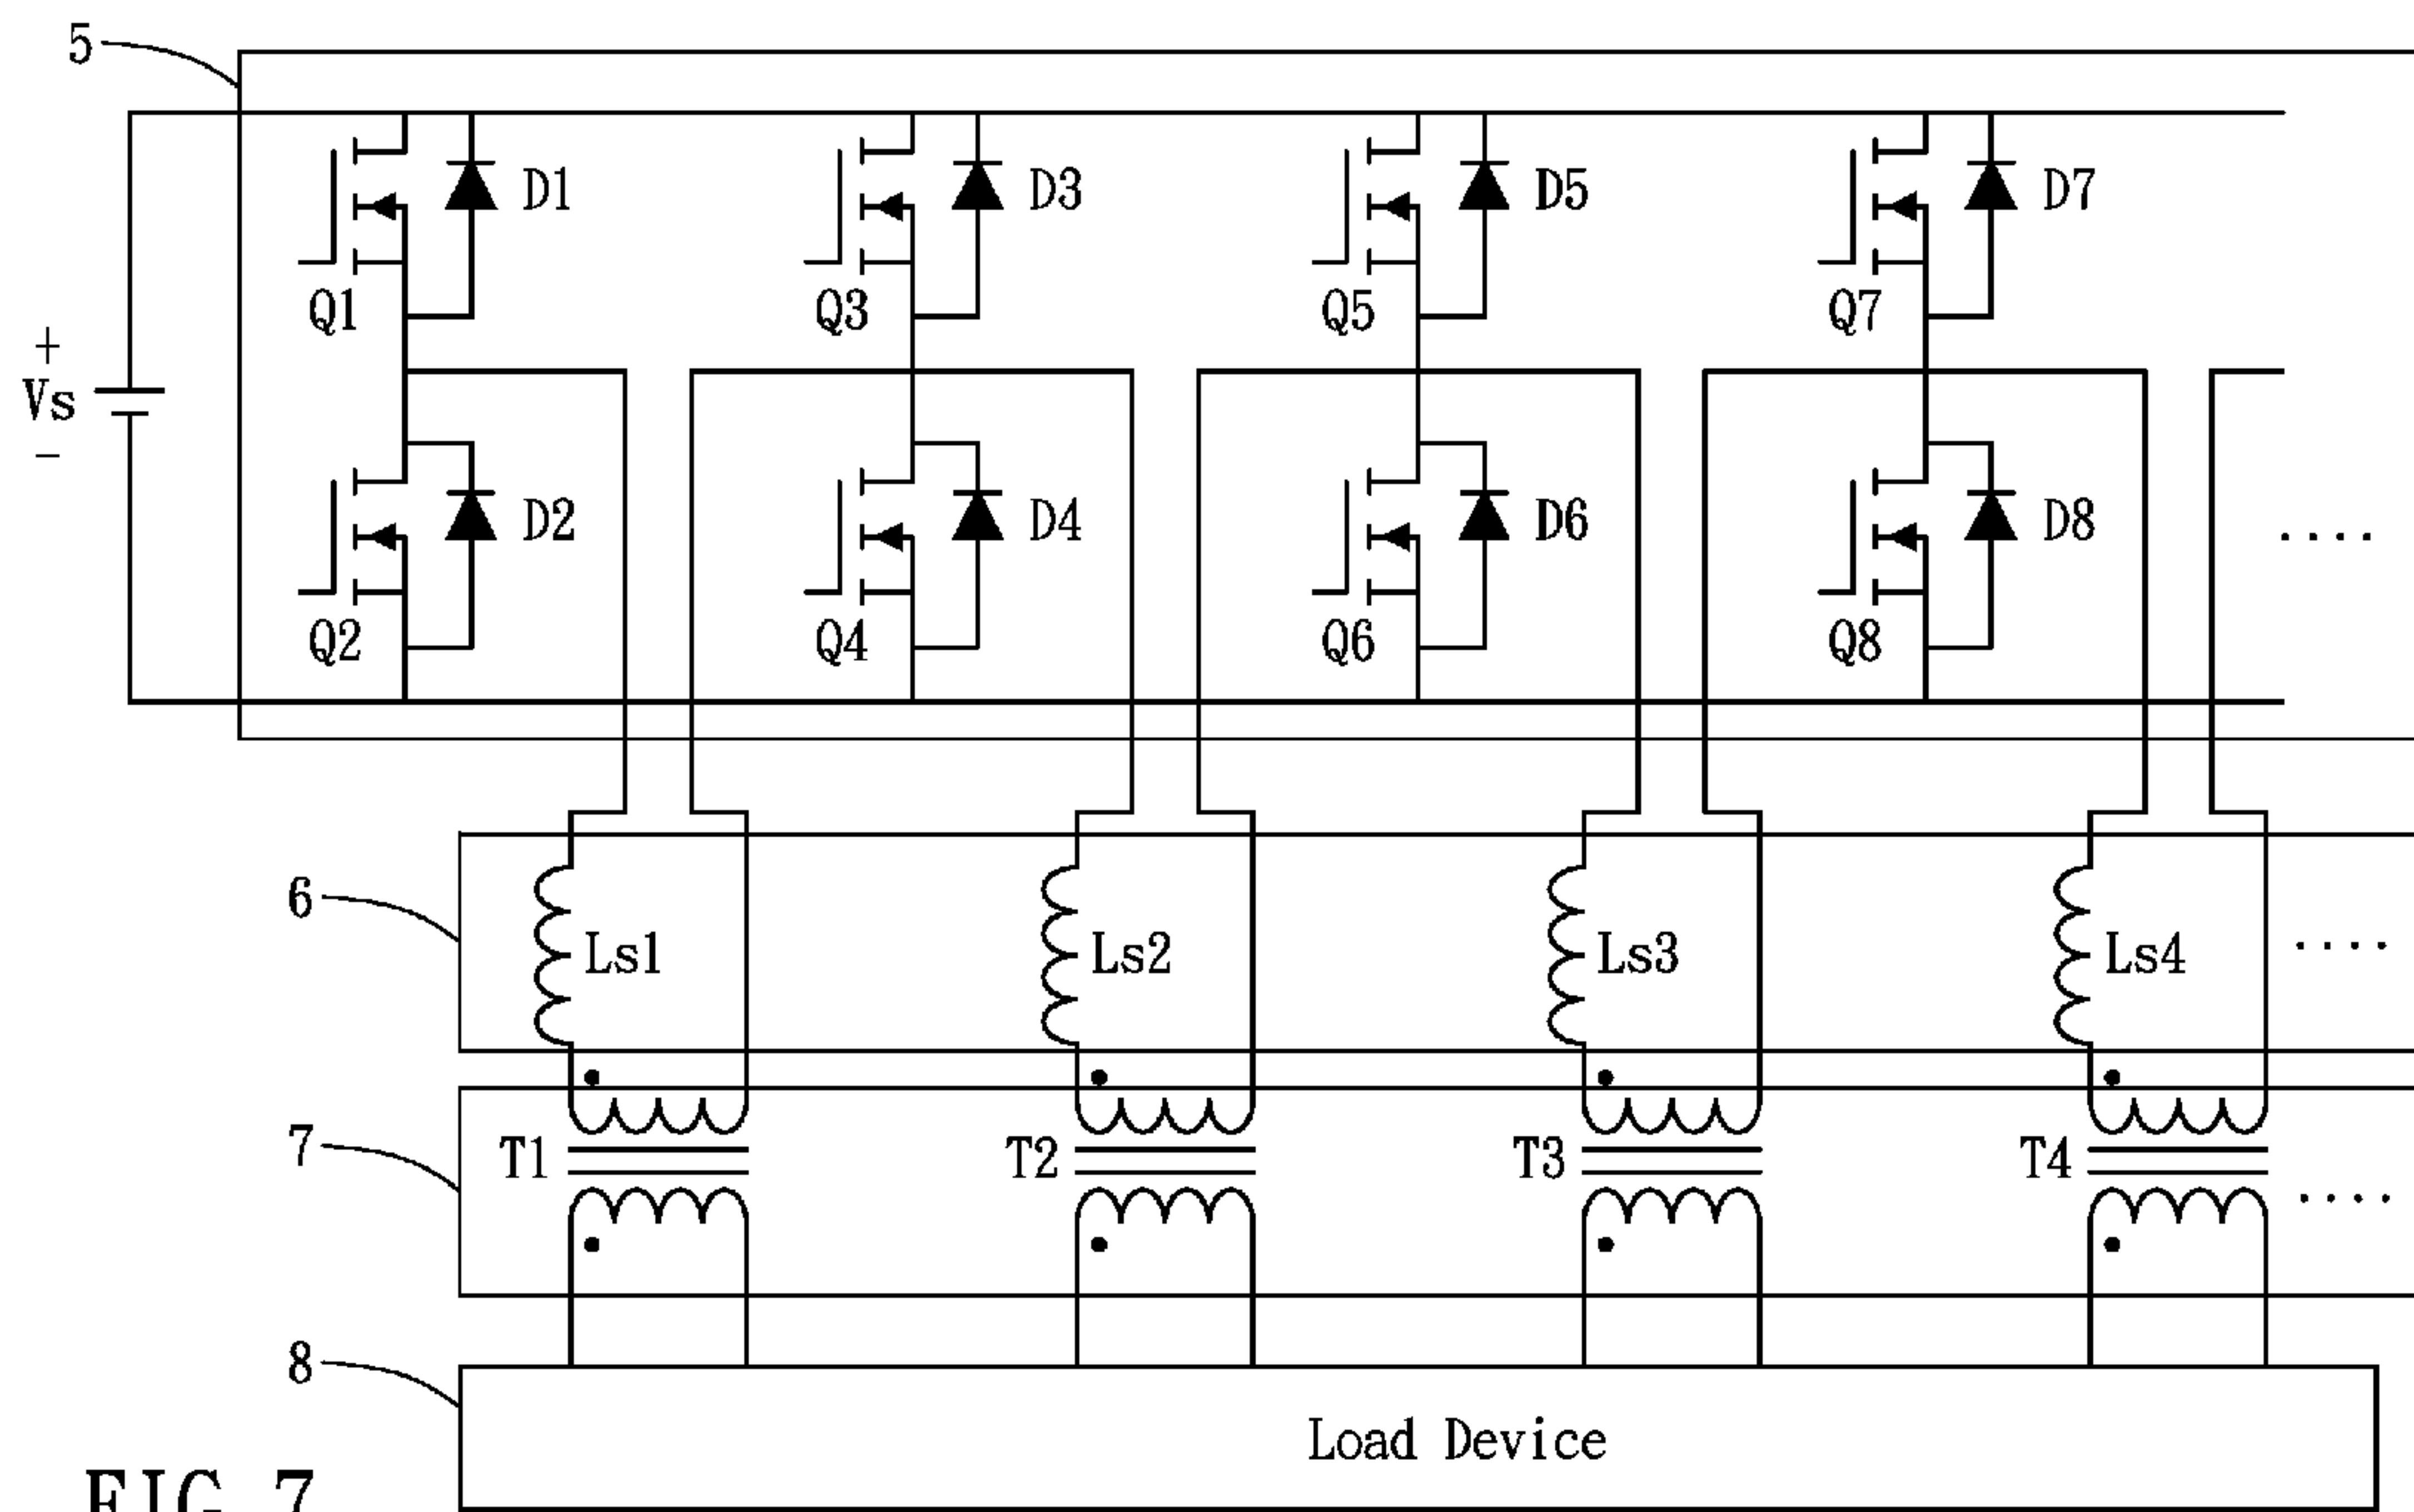 5
D1 D3 D5 D7
Q1 Q3 Q5 Q7
+
Vs
-
D2 D4 D6 D8
....
Q2 Q4 Q6 Q8
6
Ls1 Ls2 Ls3 Ls4 ....
7
T1 T2 T3 T4 ....
8
Load Device
FIG. 7